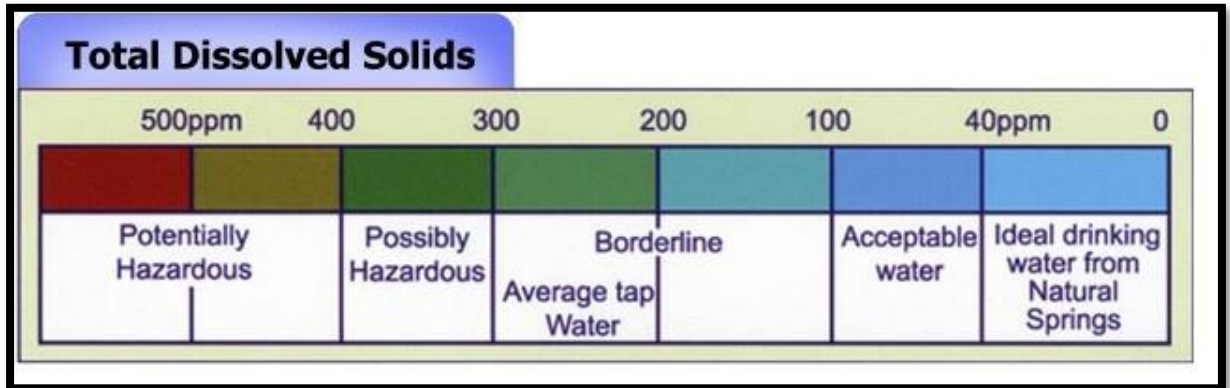 Total Dissolved Solids
500ppm 400 300 200 100 40ppm 0
Potentially
Hazardous
Possibly
Hazardous
Borderline
Average tap
Water
Acceptable
water
Ideal drinking
water from
Natural
Springs